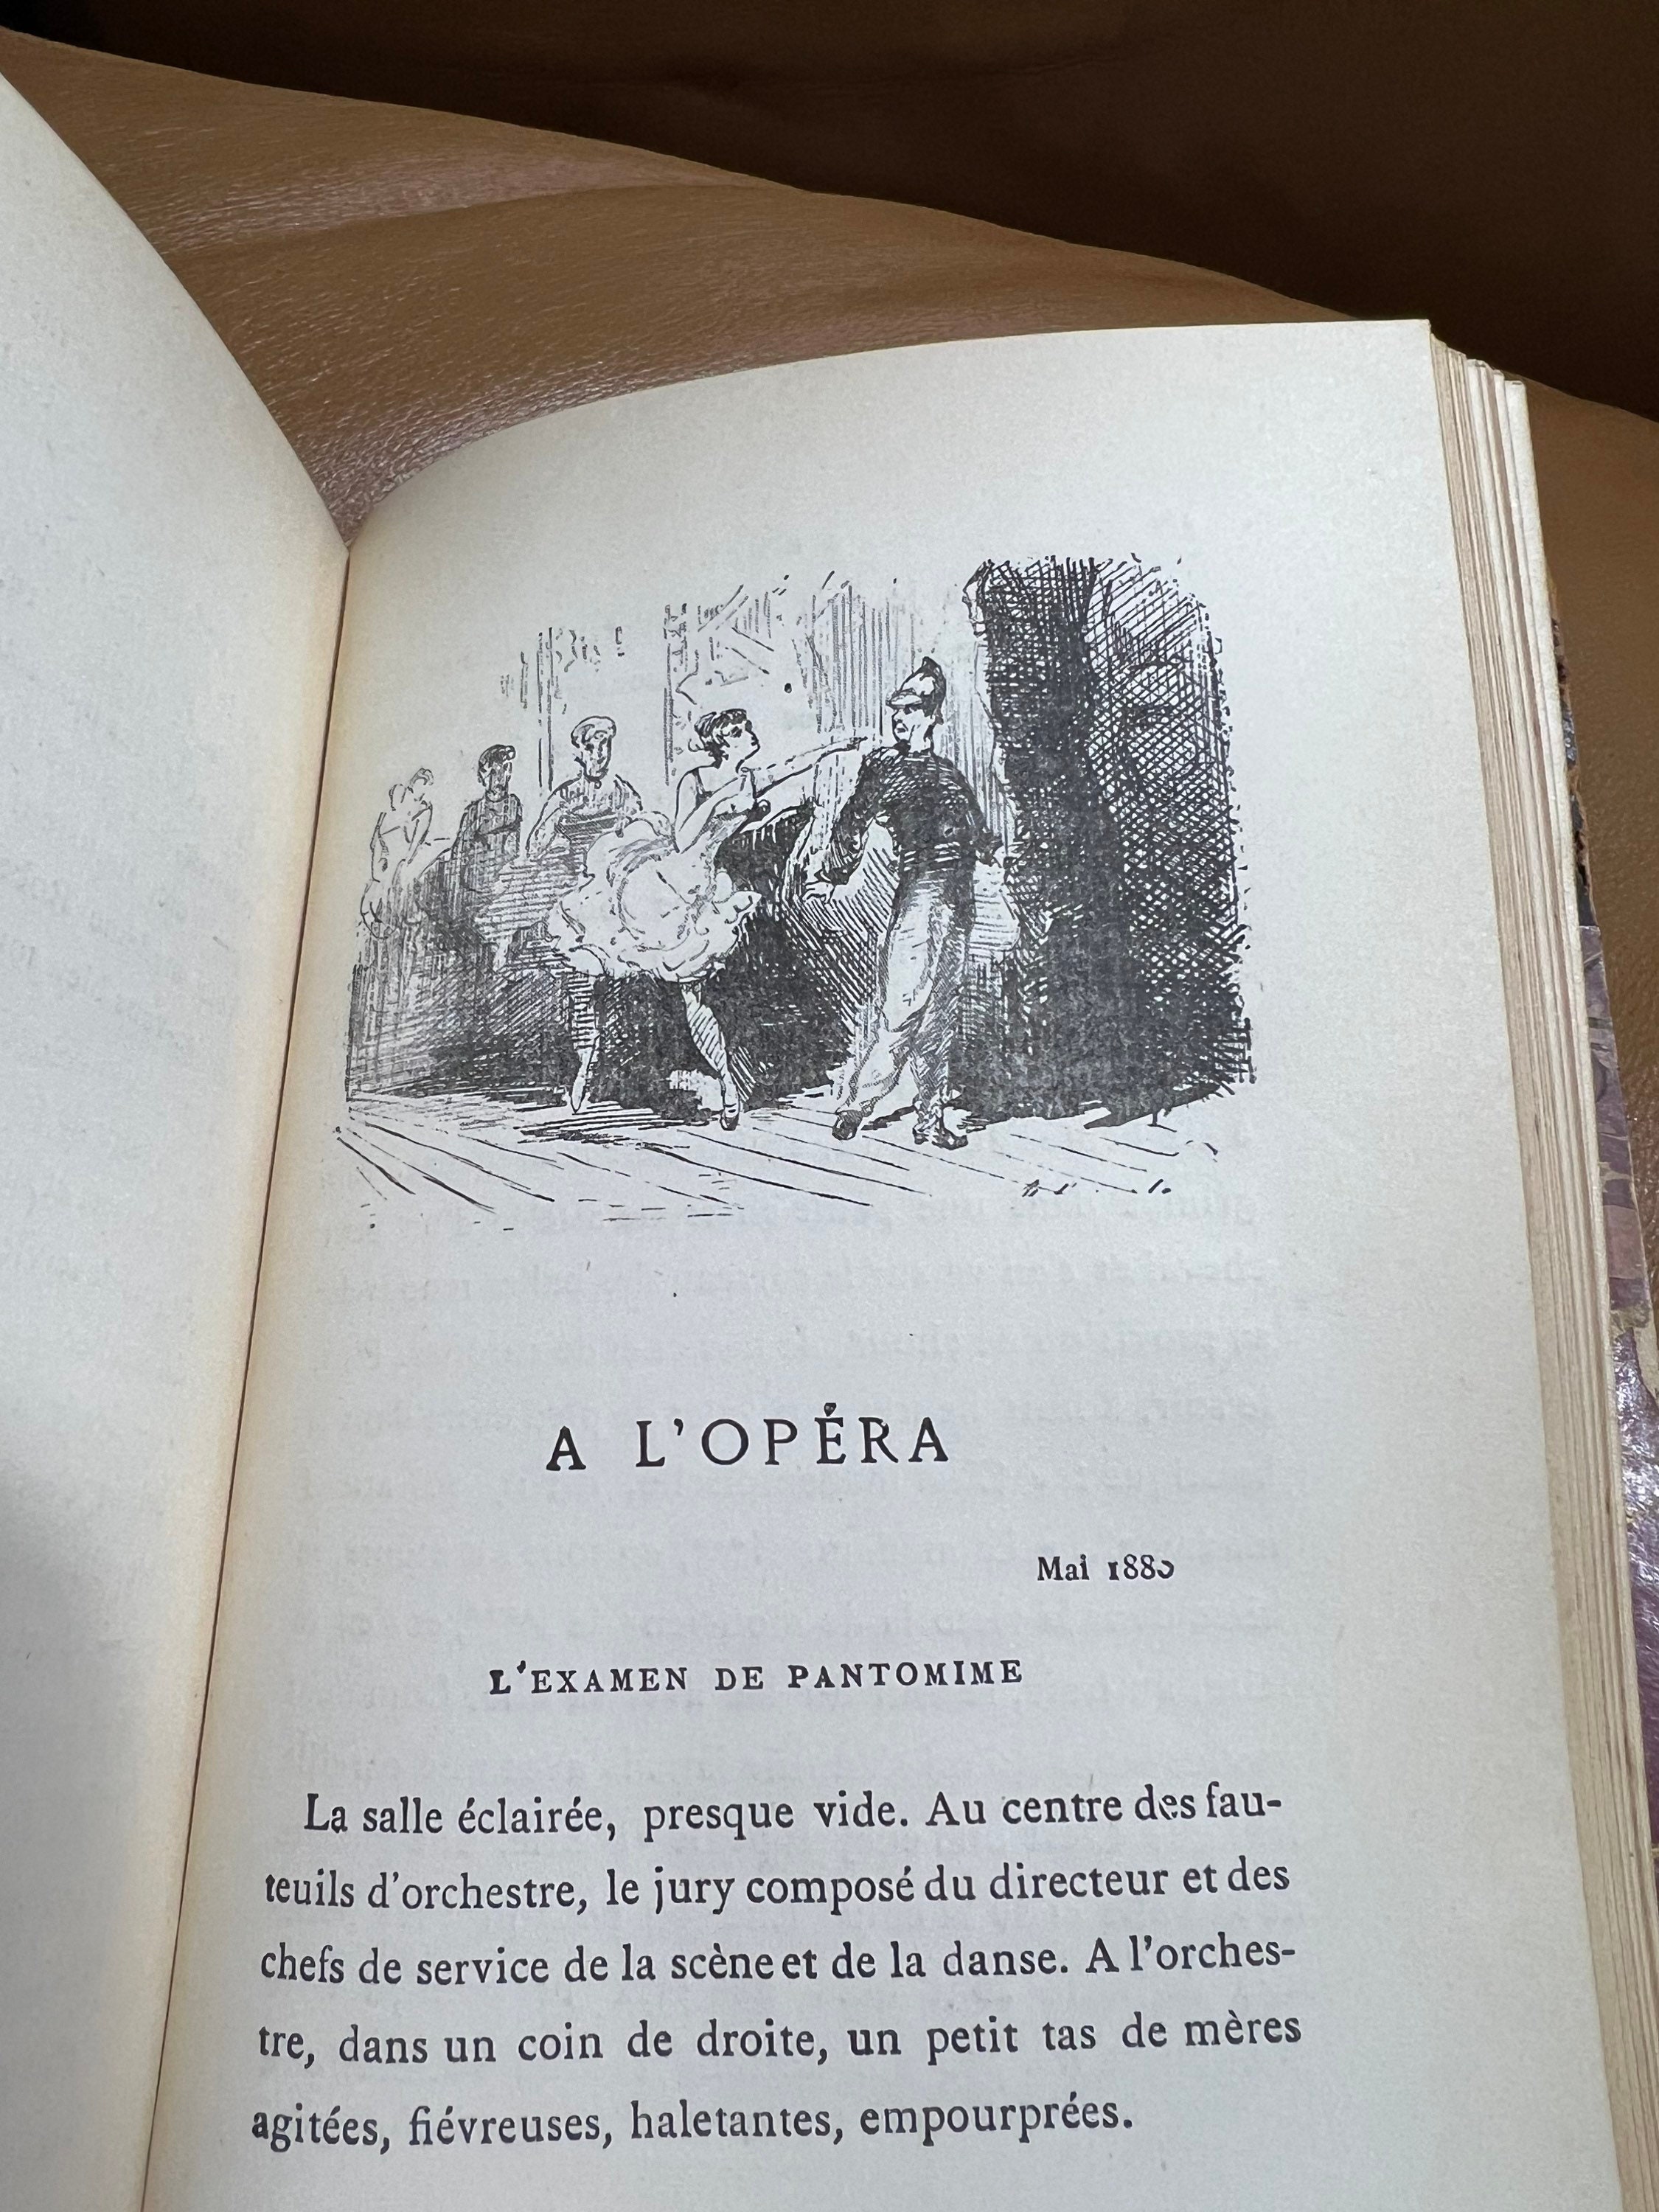 A L'OPÉRA
Mai 1880
L'EXAMEN DE PANTOMIME
La salle éclairée, presque vide. Au centre des fau-
teuils d'orchestre, le jury composé du directeur et des
chefs de service de la scène et de la danse. A l'orches-
tre, dans un coin de droite, un petit tas de mères
agitées, fiévreuses, haletantes, empourprées.